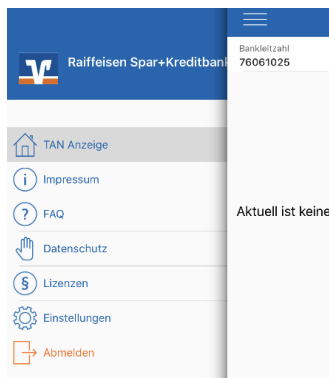 Raiffeisen Spar+Kreditbank
Bankleitzahl
76061025
TAN Anzeige
Impressum
FAQ
Datenschutz
Lizenzen
Einstellungen
Abmelden
Aktuell ist keine